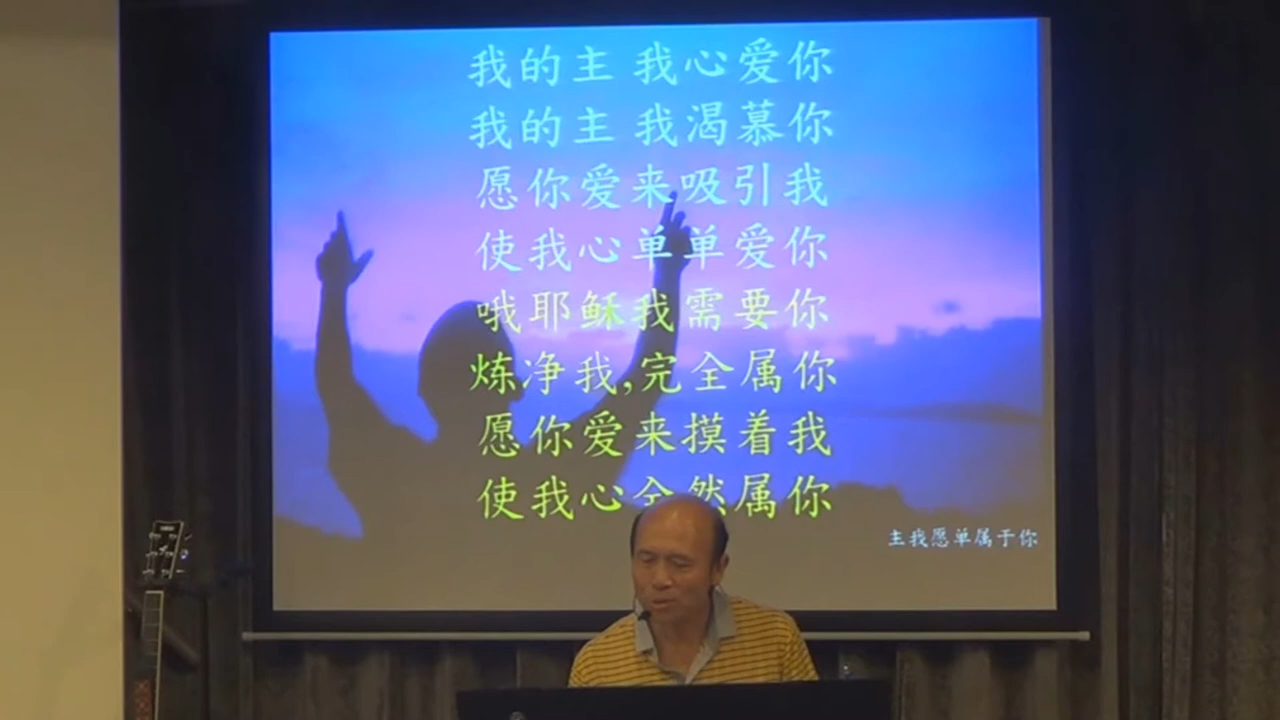 我的主 我心爱你
我的主 我渴慕你
愿你爱来吸引我
使我心单单爱你
哦耶稣我需要你
炼净我,完全属你
愿你爱来摸着我
使我心全然属你
主我愿单属于你